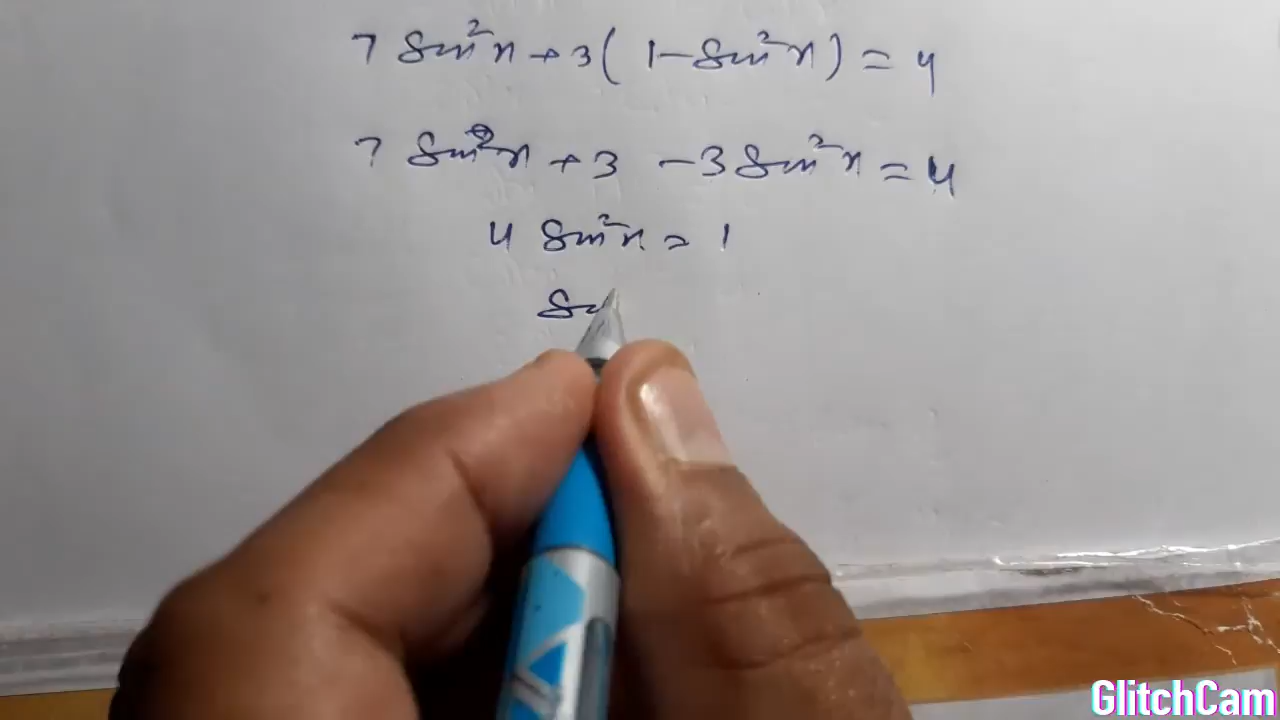 7 Sin²x + 3( 1 - Sin²x ) = 4
7 Sin²x + 3 - 3 Sin²x = 4
4 Sin²x = 1
GlitchCam